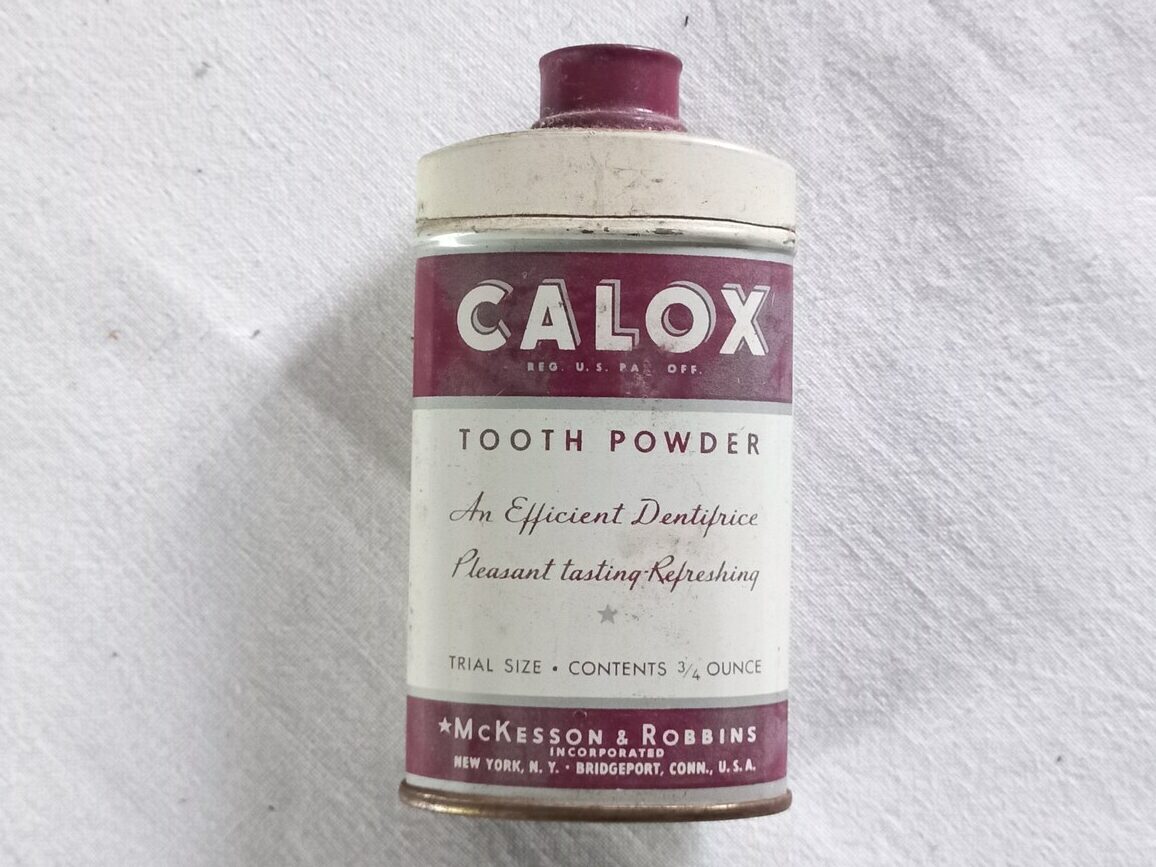 CALOX
REG. U.S. PA OFF.
TOOTH POWDER
An Efficient Dentifrice
Pleasant tasting-Refreshing
TRIAL SIZE • CONTENTS 3/4 OUNCE
★McKESSON & ROBBINS
INCORPORATED
NEW YORK, N. Y. • BRIDGEPORT, CONN., U. S. A.